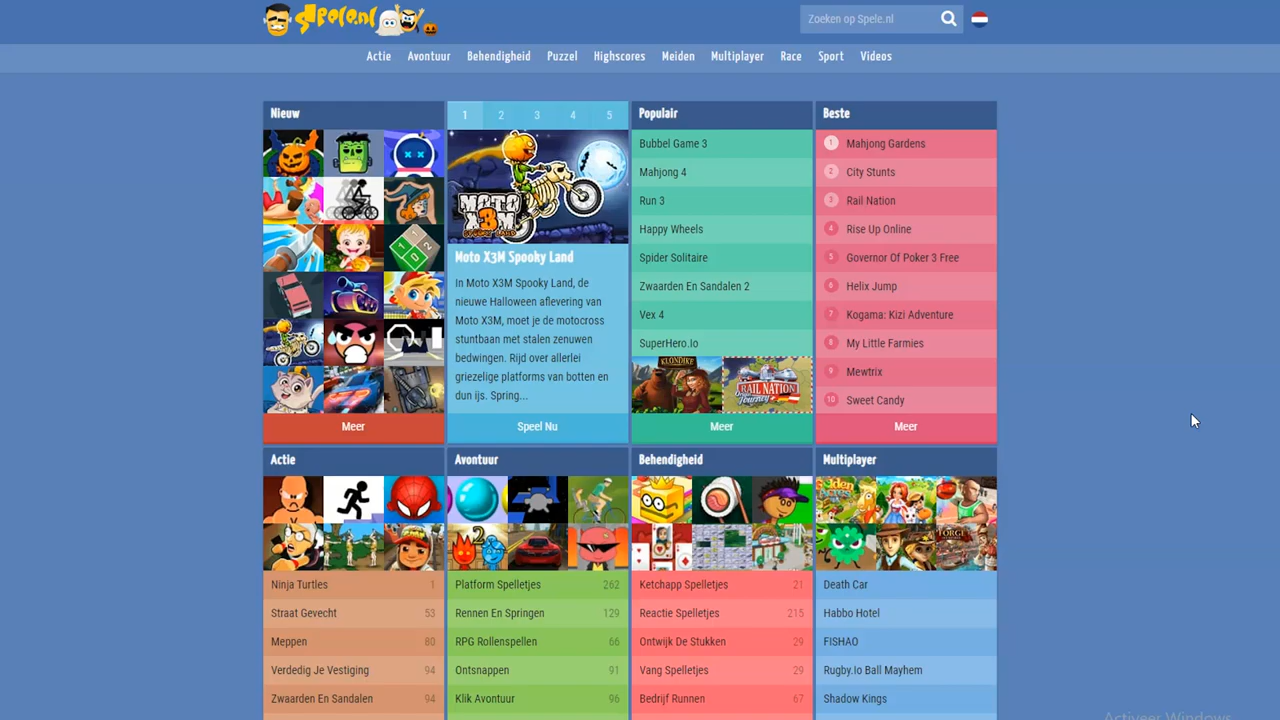 Spele.nl
Zoeken op Spele.nl
Actie Avontuur Behendigheid Puzzel Highscores Meiden Multiplayer Race Sport Videos
Nieuw
Meer
1 2 3 4 5
MOTO X3M
Moto X3M Spooky Land
In Moto X3M Spooky Land, de
nieuwe Halloween aflevering van
Moto X3M, moet je de motocross
stuntbaan met stalen zenuwen
bedwingen. Rijd over allerlei
griezelige platforms van botten en
dun ijs. Spring...
Speel Nu
Populair
Bubbel Game 3
Mahjong 4
Run 3
Happy Wheels
Spider Solitaire
Zwaarden En Sandalen 2
Vex 4
SuperHero.Io
KLONDIKE
RAIL NATION
Meer
Beste
1 Mahjong Gardens
2 City Stunts
3 Rail Nation
4 Rise Up Online
5 Governor Of Poker 3 Free
6 Helix Jump
7 Kogama: Kizi Adventure
8 My Little Farmies
9 Mewtrix
10 Sweet Candy
Meer
Actie
Ninja Turtles 1
Straat Gevecht 53
Meppen 80
Verdedig Je Vestiging 94
Zwaarden En Sandalen 94
Avontuur
2
Platform Spelletjes 262
Rennen En Springen 129
RPG Rollenspellen 66
Ontsnappen 91
Klik Avontuur 96
Behendigheid
Ketchapp Spelletjes 21
Reactie Spelletjes 215
Ontwijk De Stukken 29
Vang Spelletjes 29
Bedrijf Runnen 67
Multiplayer
FORGE
Death Car
Habbo Hotel
FISHAO
Rugby.Io Ball Mayhem
Shadow Kings
Activeer Windows